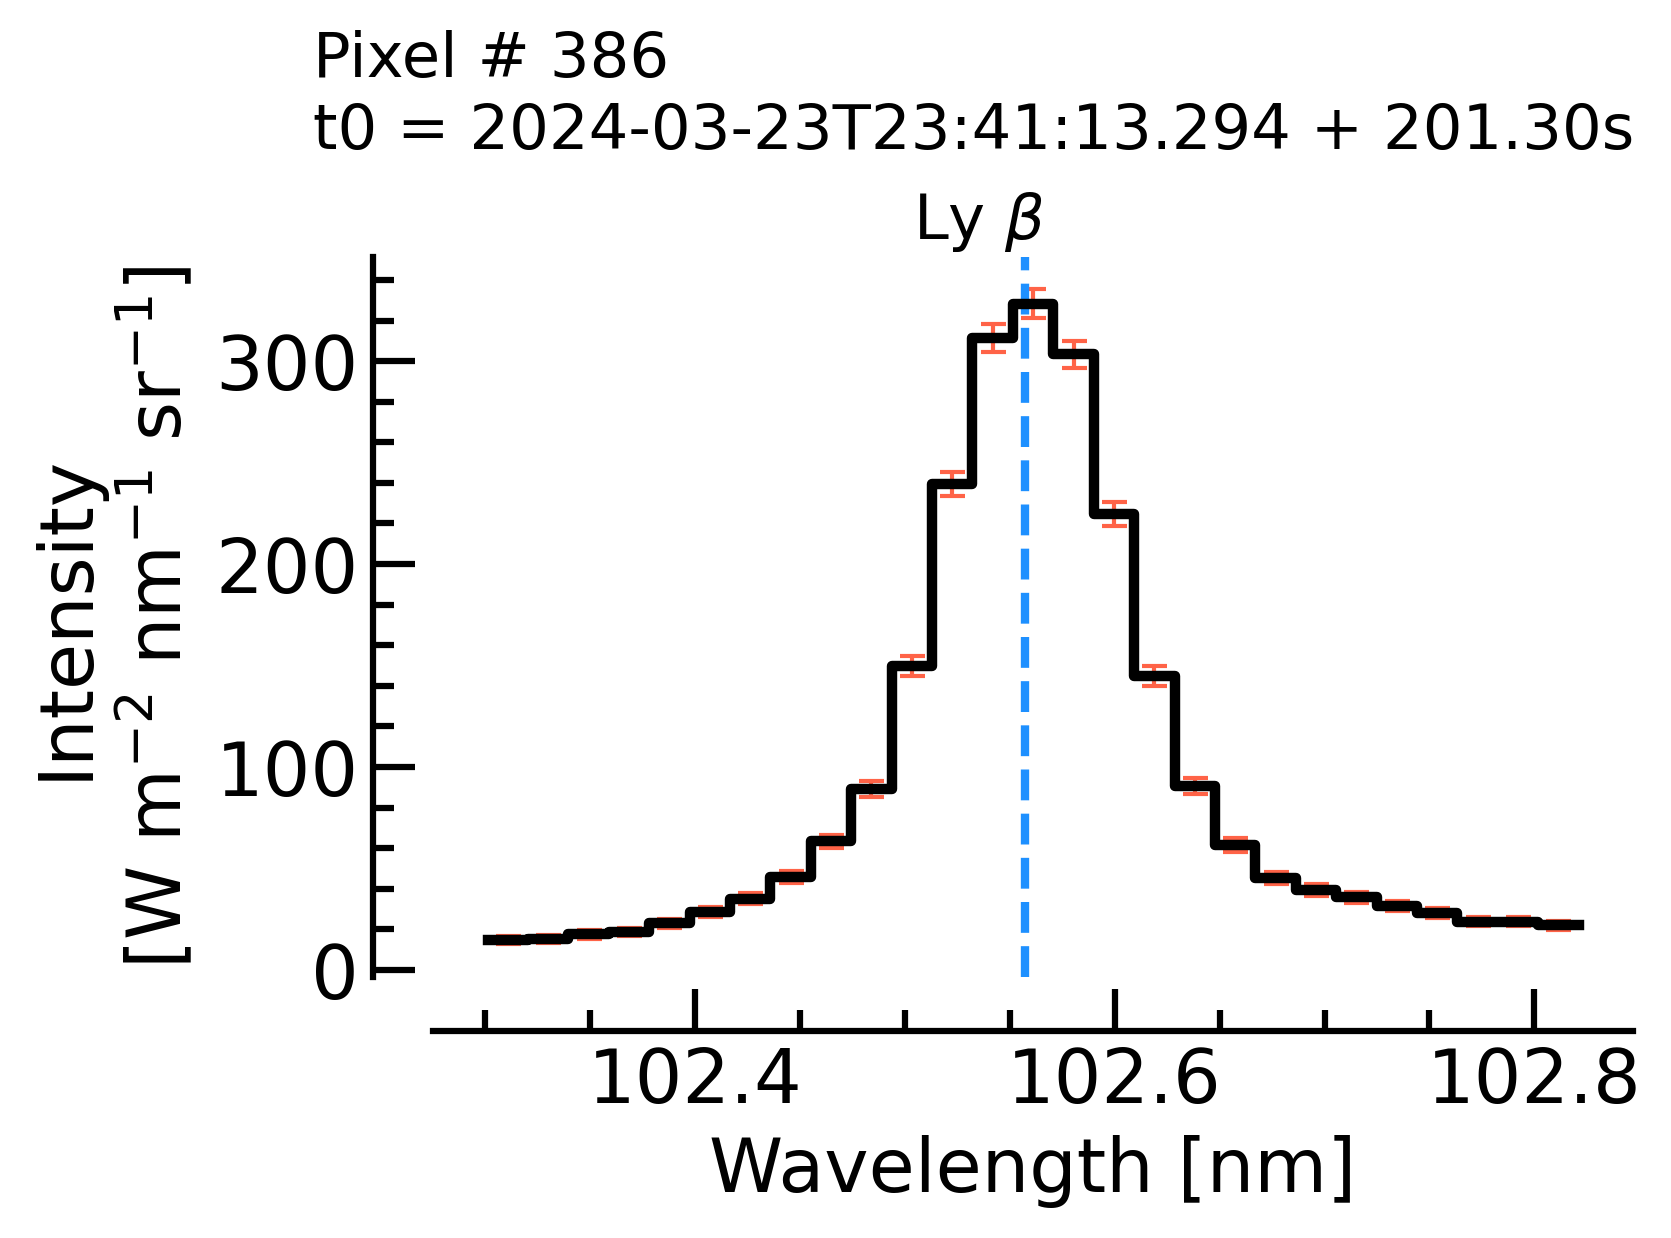 Pixel # 386
t0 = 2024-03-23T23:41:13.294 + 201.30s
Ly β
Intensity
[W m⁻² nm⁻¹ sr⁻¹]
300
200
100
0
102.4 102.6 102.8
Wavelength [nm]